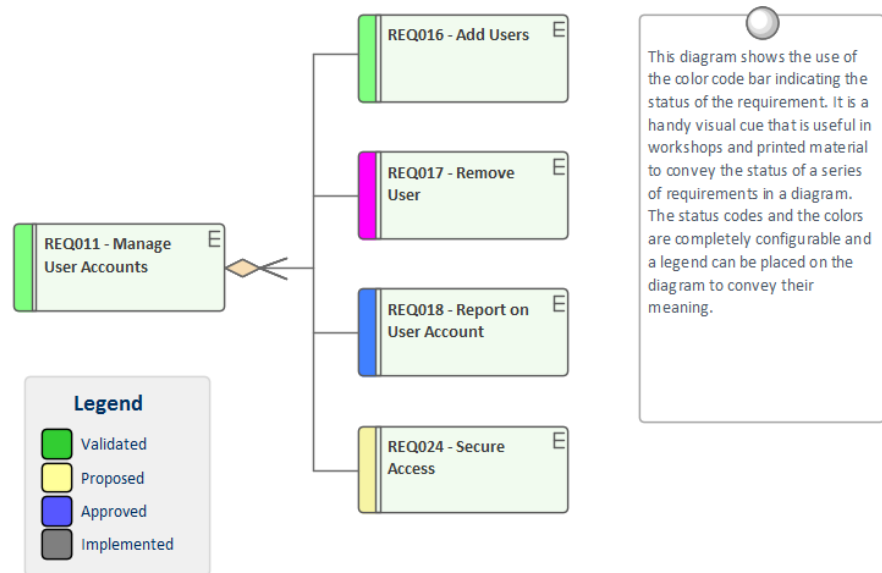 REQ016 - Add Users
E
REQ017 - Remove
User
E
REQ011 - Manage
User Accounts
E
REQ018 - Report on
User Account
E
REQ024 - Secure
Access
E
Legend
Validated
Proposed
Approved
Implemented
This diagram shows the use of
the color code bar indicating the
status of the requirement. It is a
handy visual cue that is useful in
workshops and printed material
to convey the status of a series
of requirements in a diagram.
The status codes and the colors
are completely configurable and
a legend can be placed on the
diagram to convey their
meaning.